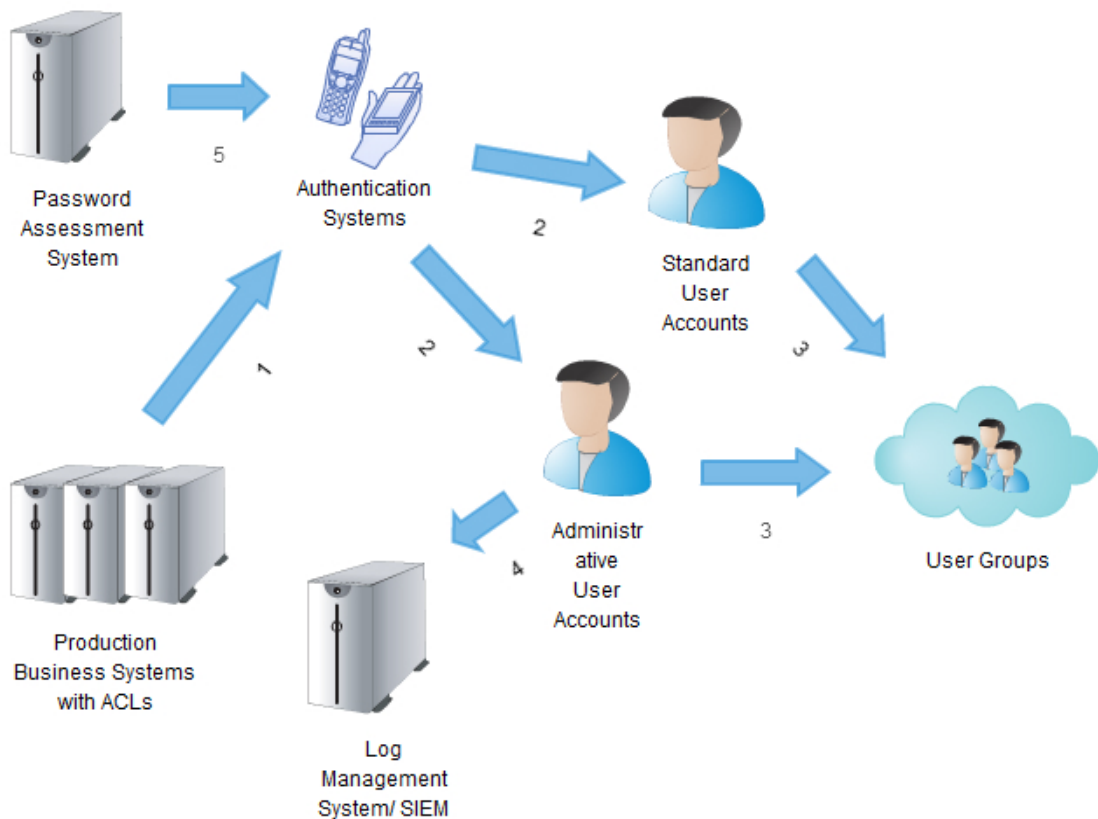 5
Password
Assessment
System
Authentication
Systems
2
Standard
User
Accounts
1
2
3
Administr
ative
User
Accounts
3
User Groups
4
Production
Business Systems
with ACLs
Log
Management
System/ SIEM